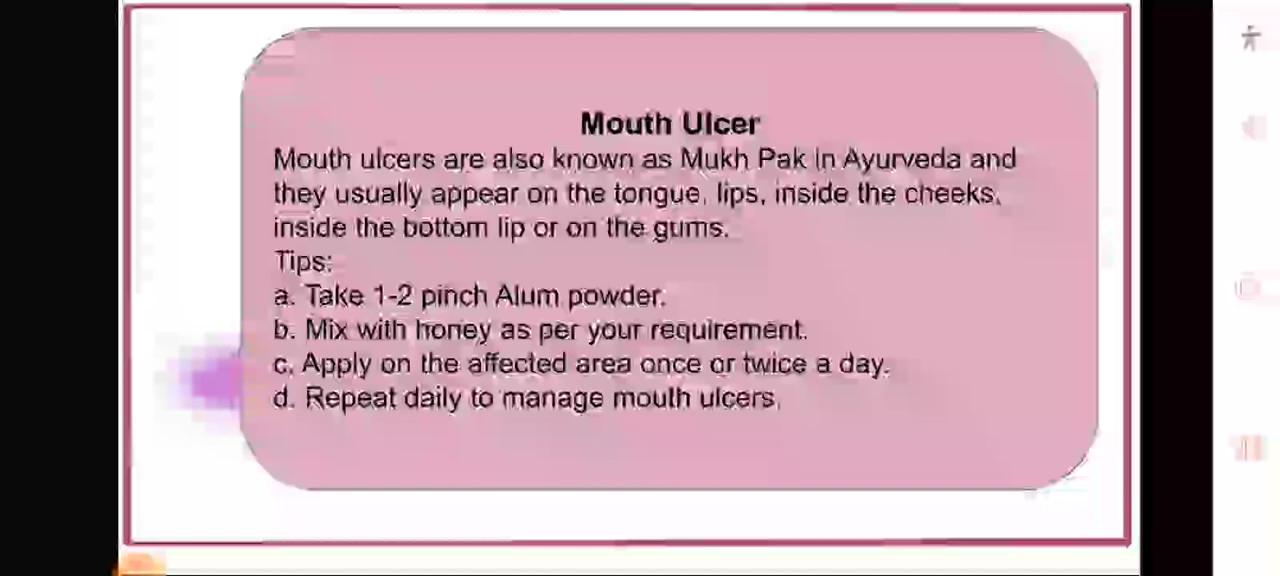 Mouth Ulcer
Mouth ulcers are also known as Mukh Pak in Ayurveda and
they usually appear on the tongue, lips, inside the cheeks,
inside the bottom lip or on the gums.
Tips:
a. Take 1-2 pinch Alum powder.
b. Mix with honey as per your requirement.
c. Apply on the affected area once or twice a day.
d. Repeat daily to manage mouth ulcers.